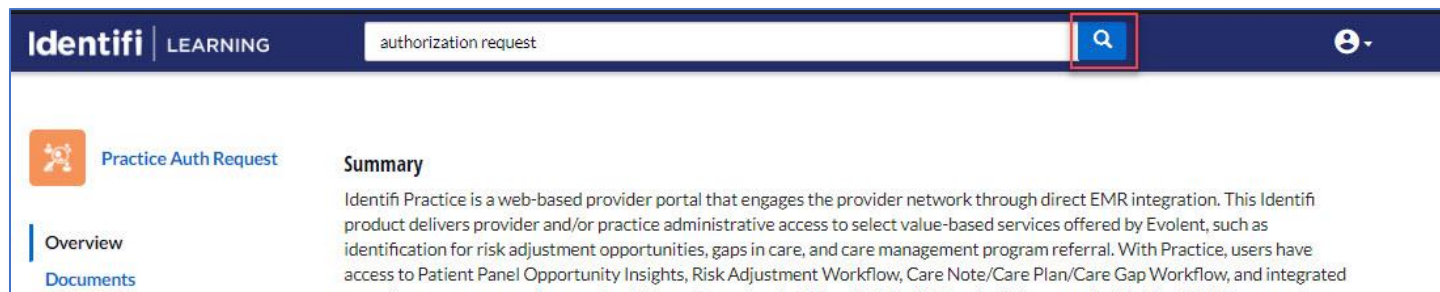 Identifi | LEARNING
authorization request
Practice Auth Request
Overview
Documents
Summary
Identifi Practice is a web-based provider portal that engages the provider network through direct EMR integration. This Identifi
product delivers provider and/or practice administrative access to select value-based services offered by Evolent, such as
identification for risk adjustment opportunities, gaps in care, and care management program referral. With Practice, users have
access to Patient Panel Opportunity Insights, Risk Adjustment Workflow, Care Note/Care Plan/Care Gap Workflow, and integrated